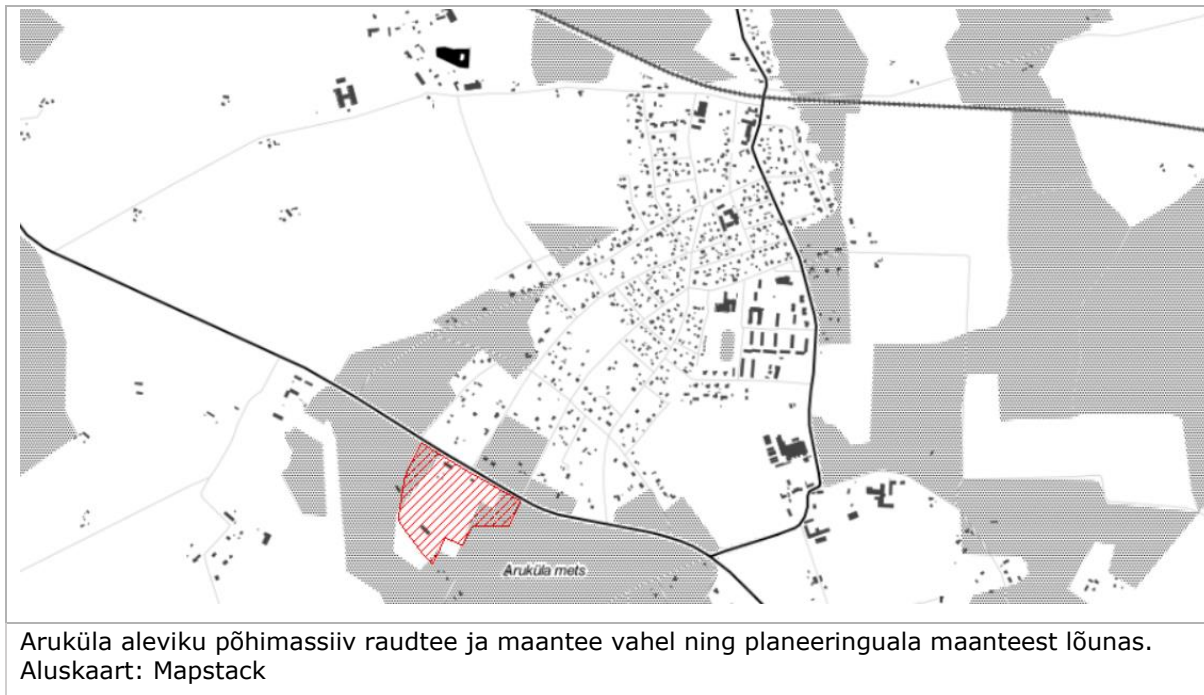 Aruküla mets
Aruküla aleviku põhimassiiv raudtee ja maantee vahel ning planeeringuala maanteest lõunas.
Aluskaart: Mapstack